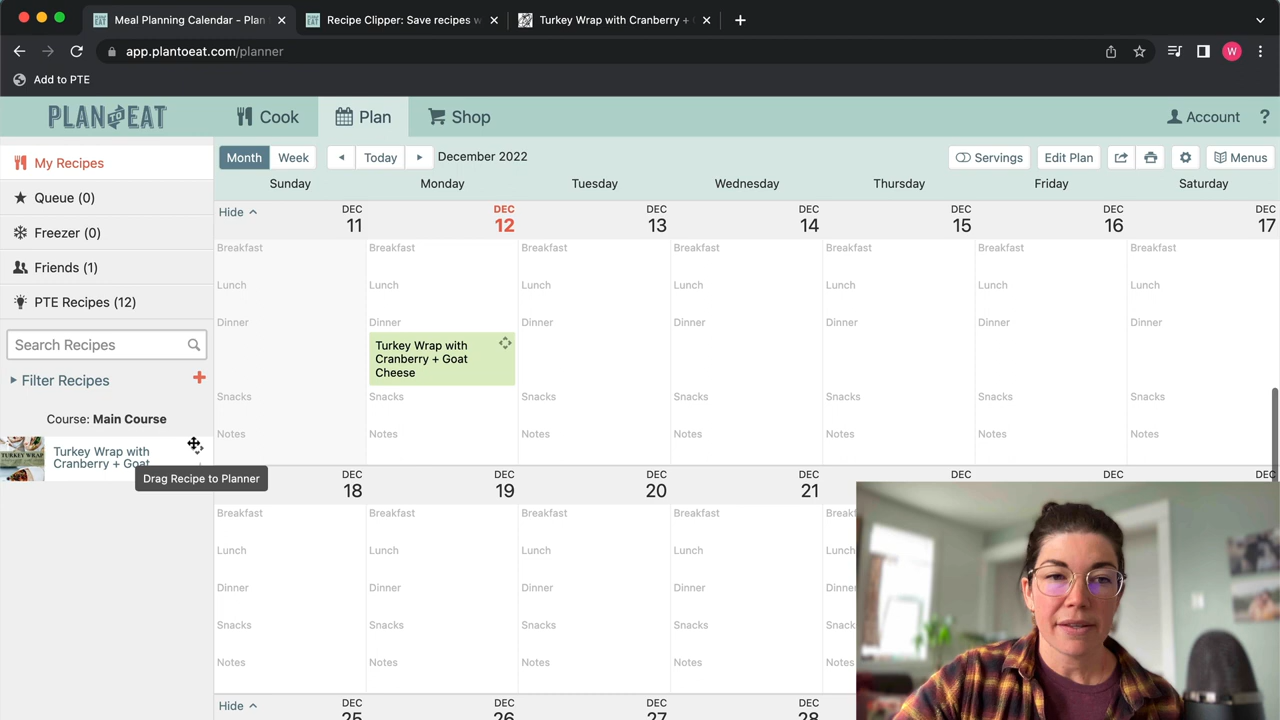 Meal Planning Calendar - Plan
Recipe Clipper: Save recipes w
Turkey Wrap with Cranberry +
app.plantoeat.com/planner
W
Add to PTE
PLAN TO EAT
Cook
Plan
Shop
Account
?
My Recipes
Queue (0)
Freezer (0)
Friends (1)
PTE Recipes (12)
Search Recipes
Filter Recipes
Course: Main Course
Turkey Wrap with
Cranberry + Goat
Drag Recipe to Planner
TURKEY WRAP
Month
Week
Today
December 2022
Servings
Edit Plan
Menus
Sunday Monday Tuesday Wednesday Thursday Friday Saturday
Hide
DEC DEC DEC DEC DEC DEC DEC
11 12 13 14 15 16 17
Breakfast Breakfast Breakfast Breakfast Breakfast Breakfast Breakfast
Lunch Lunch Lunch Lunch Lunch Lunch Lunch
Dinner Dinner Dinner Dinner Dinner Dinner Dinner
Turkey Wrap with
Cranberry + Goat
Cheese
Snacks Snacks Snacks Snacks Snacks Snacks Snacks
Notes Notes Notes Notes Notes Notes Notes
DEC DEC DEC DEC DEC DEC DEC
18 19 20 21
Breakfast Breakfast Breakfast Breakfast
Lunch Lunch Lunch Lunch Lunch
Dinner Dinner Dinner Dinner
Snacks Snacks Snacks Snacks
Notes Notes Notes Notes
Hide
DEC DEC DEC DEC
25 26 27 28